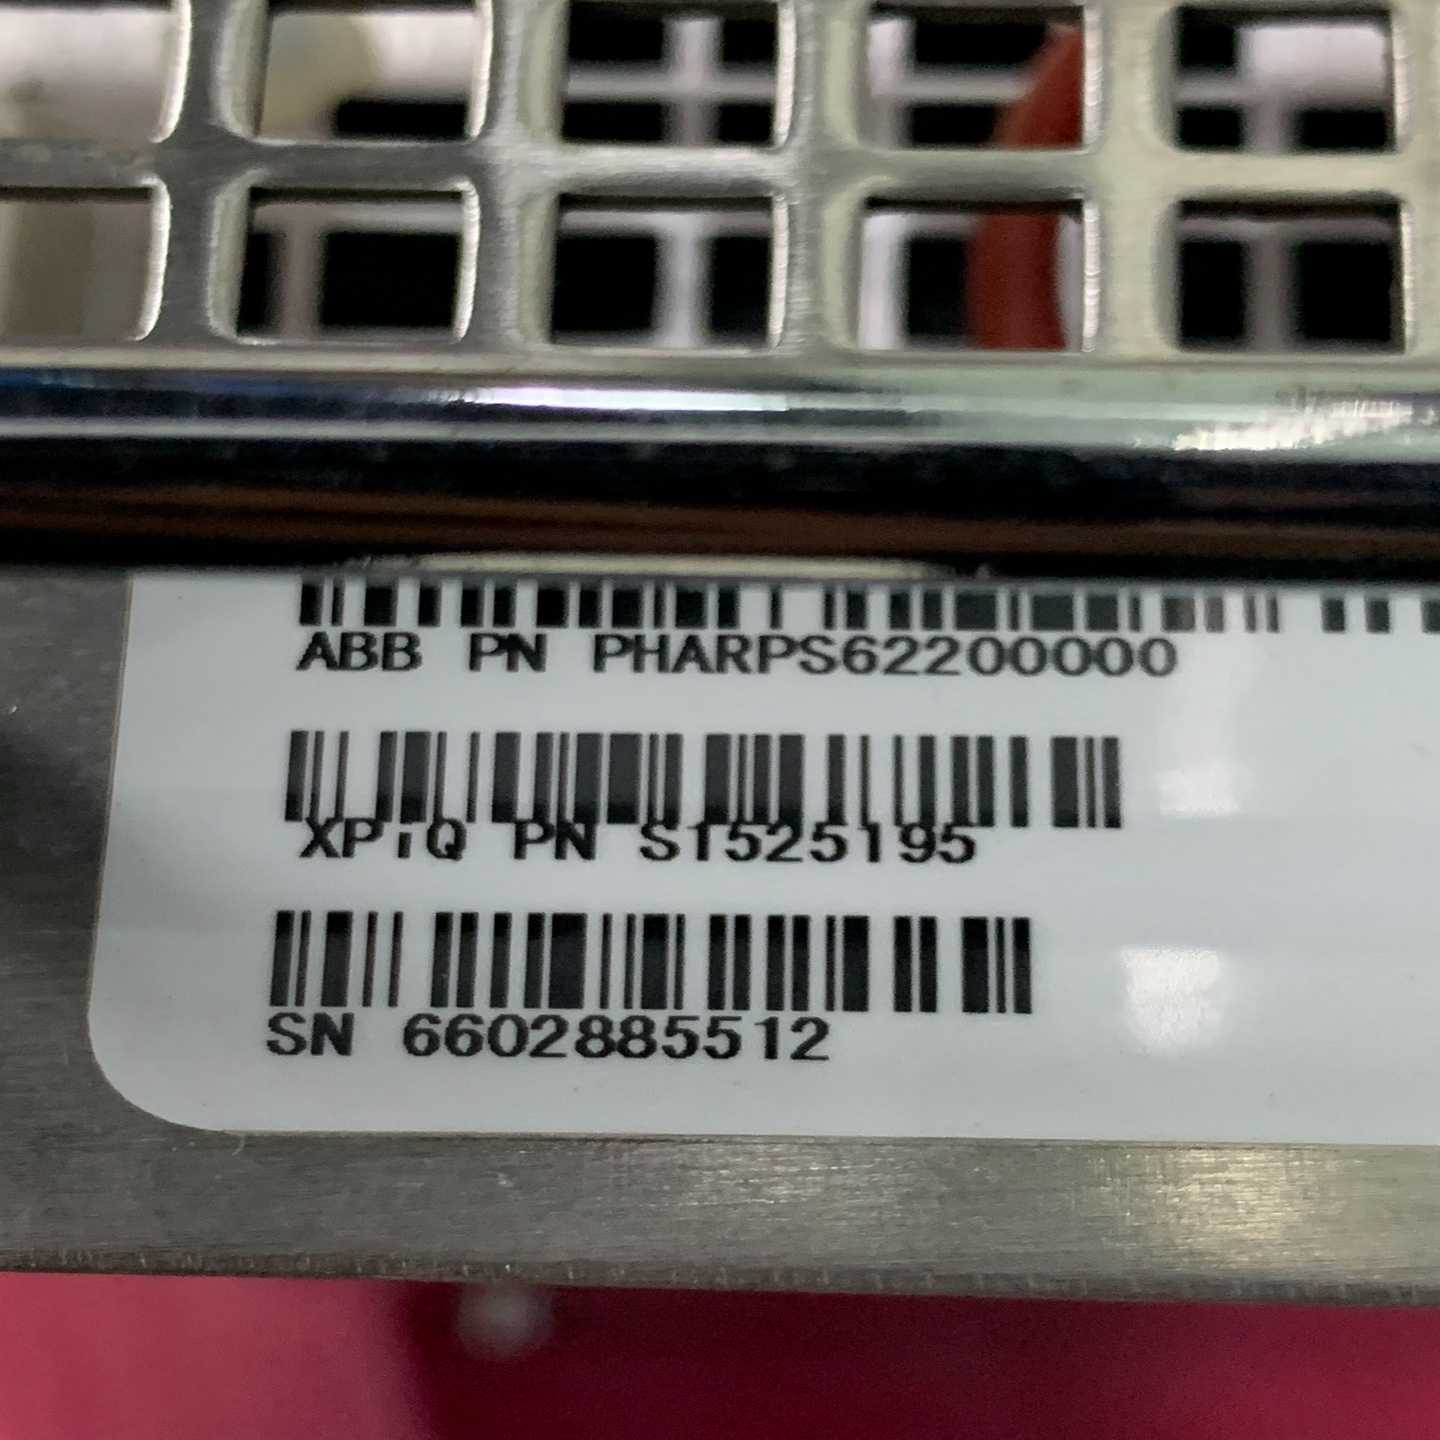 ABB PN PHARPS62200000
XPiQ PN S1525195
SN 6602885512